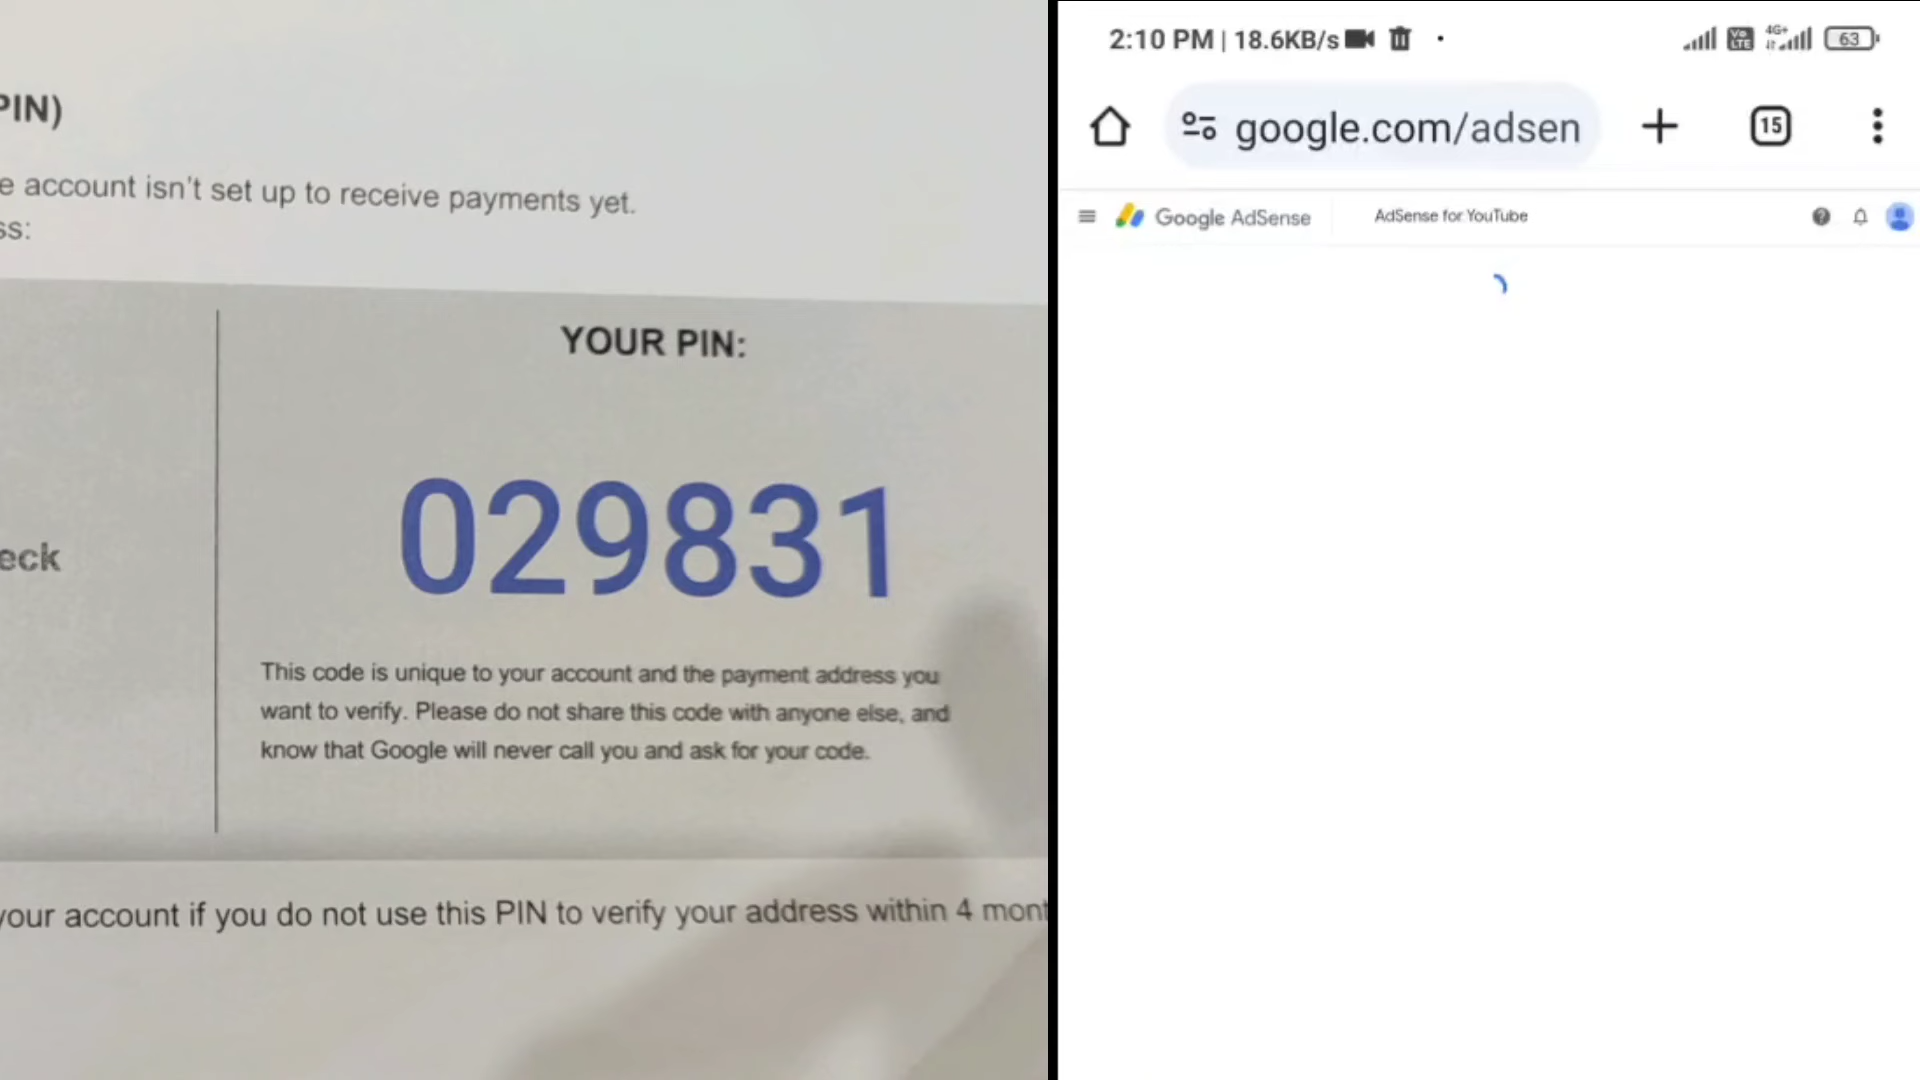 PIN)
e account isn't set up to receive payments yet.
ss:
YOUR PIN:
029831
eck
This code is unique to your account and the payment address you
want to verify. Please do not share this code with anyone else, and
know that Google will never call you and ask for your code.
your account if you do not use this PIN to verify your address within 4 mont
2:10 PM | 18.6KB/s
Vo LTE
4G+
63
google.com/adsen
15
Google AdSense
AdSense for YouTube